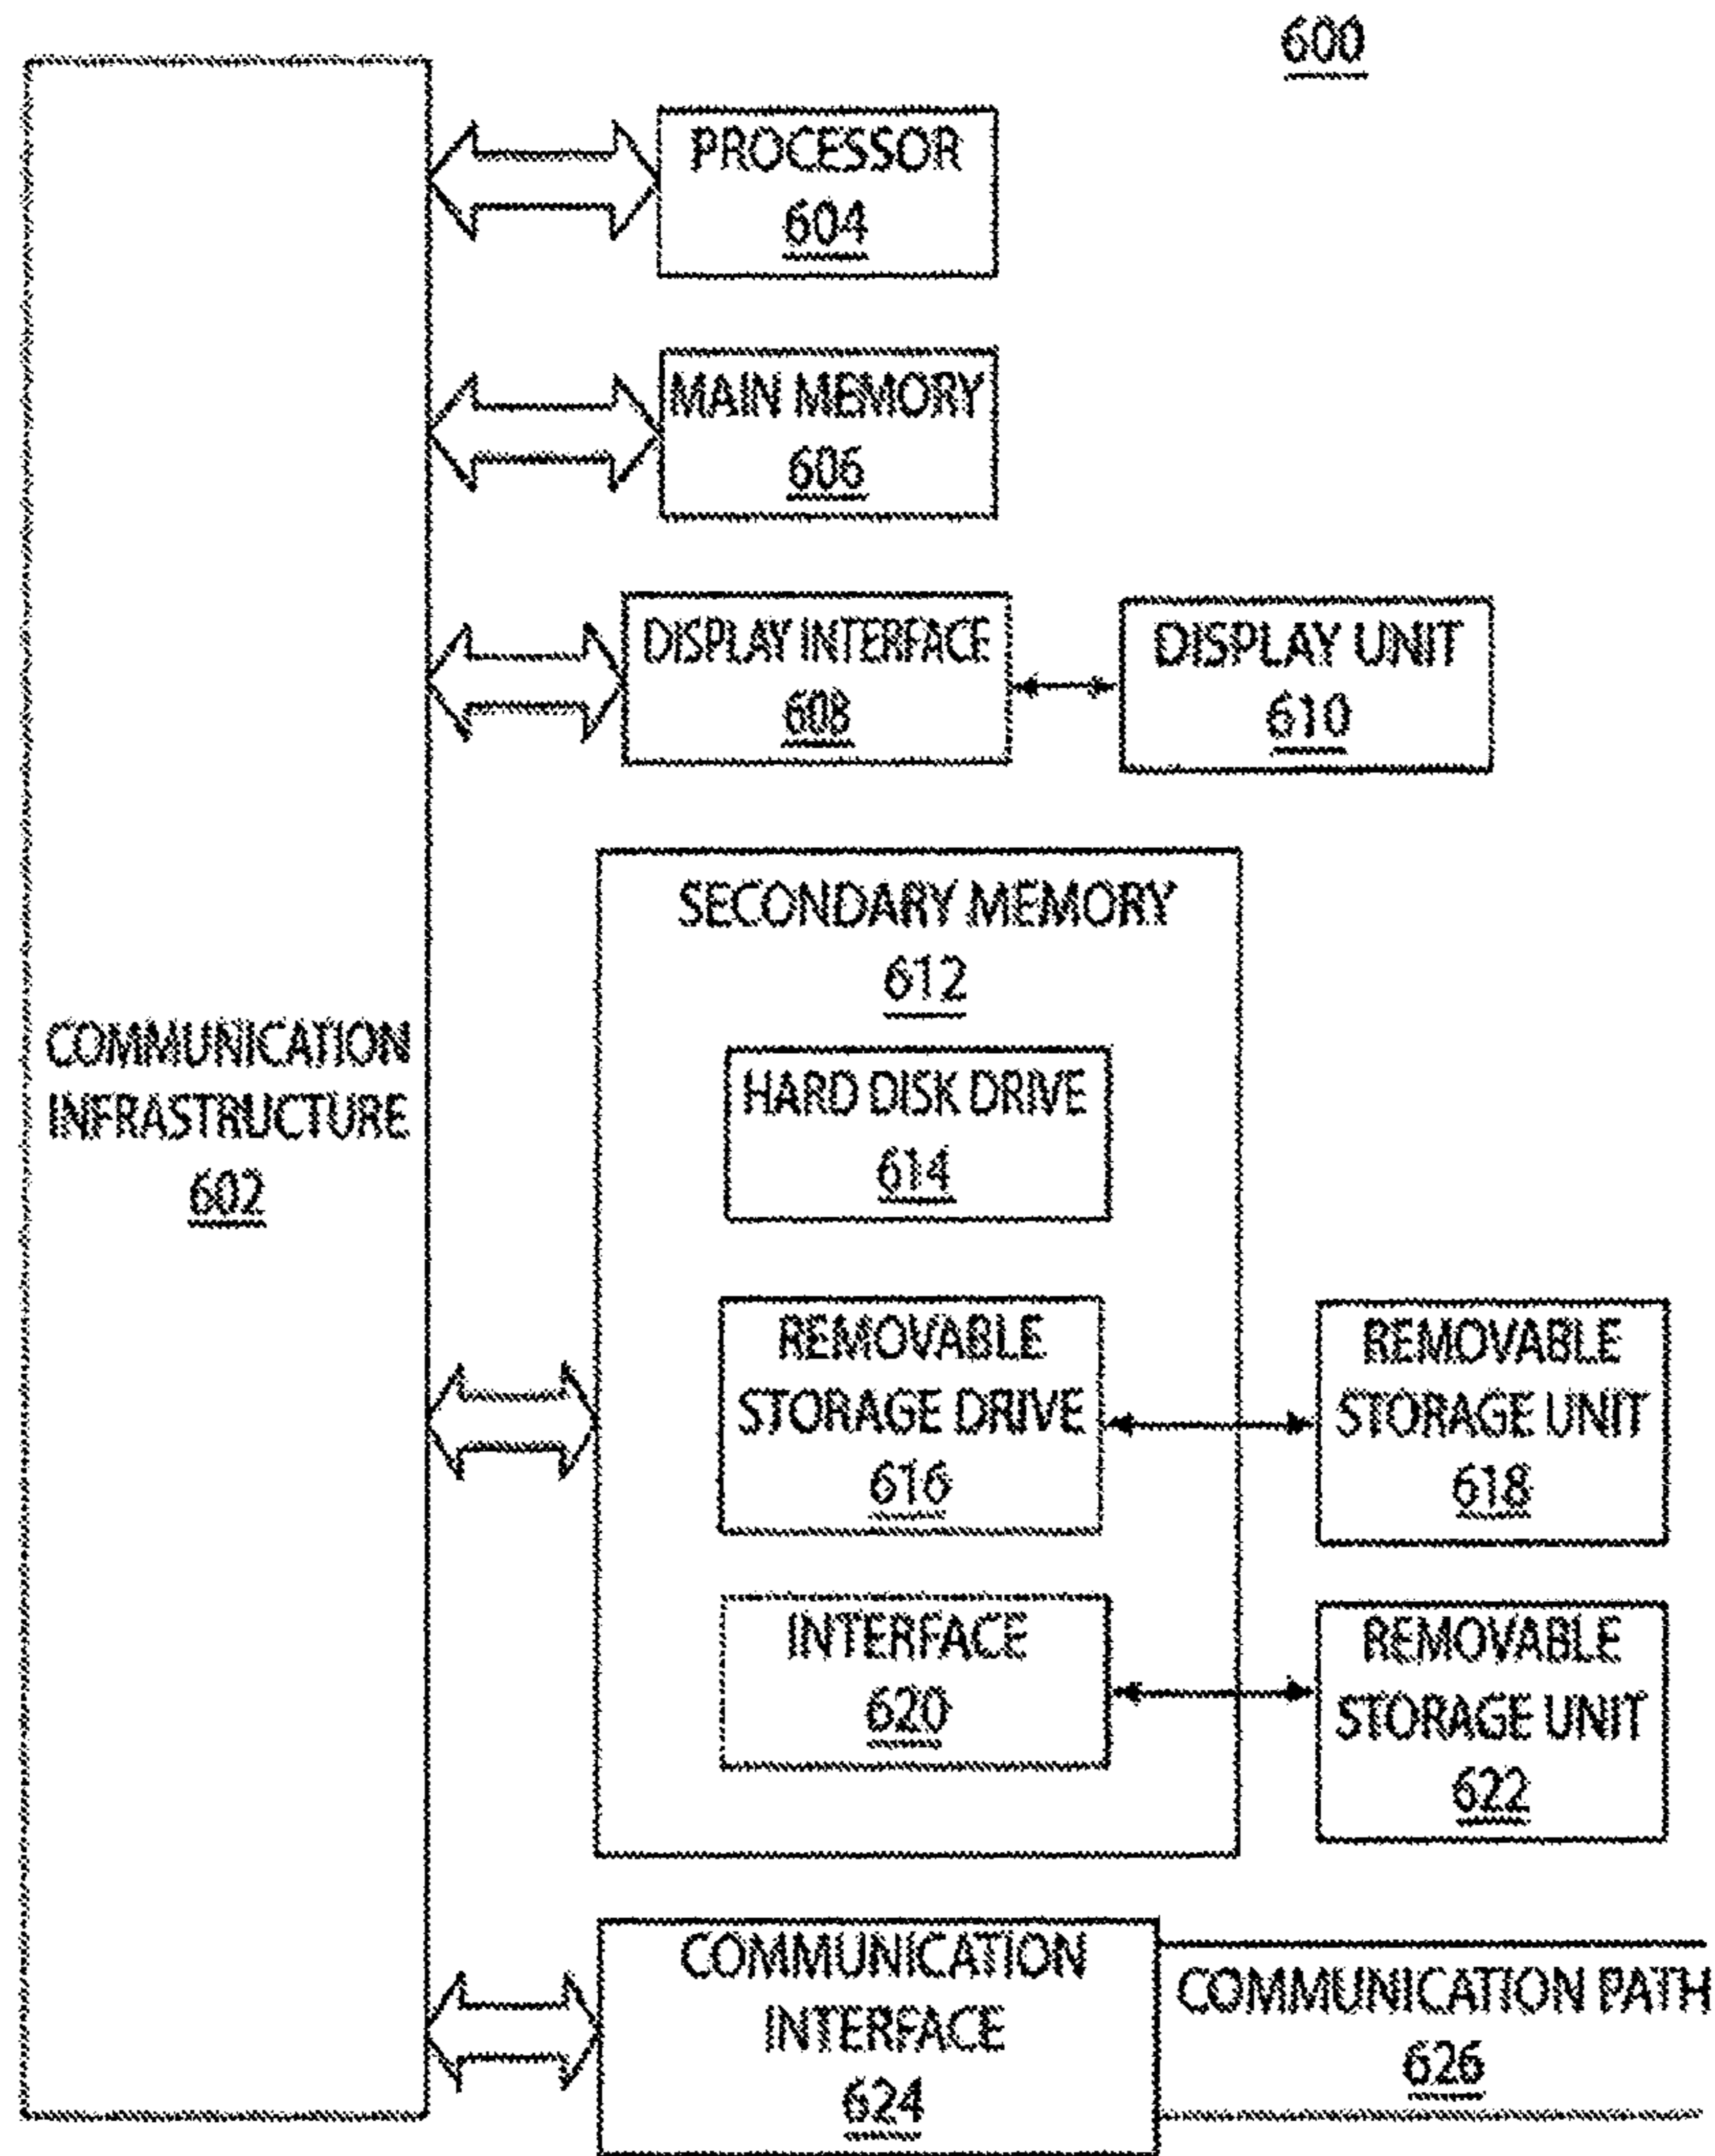 600
PROCESSOR
604
MAIN MEMORY
606
DISPLAY INTERFACE
608
DISPLAY UNIT
610
SECONDARY MEMORY
612
HARD DISK DRIVE
614
COMMUNICATION
INFRASTRUCTURE
602
REMOVABLE
STORAGE DRIVE
616
REMOVABLE
STORAGE UNIT
618
INTERFACE
620
REMOVABLE
STORAGE UNIT
622
COMMUNICATION
INTERFACE
624
COMMUNICATION PATH
626